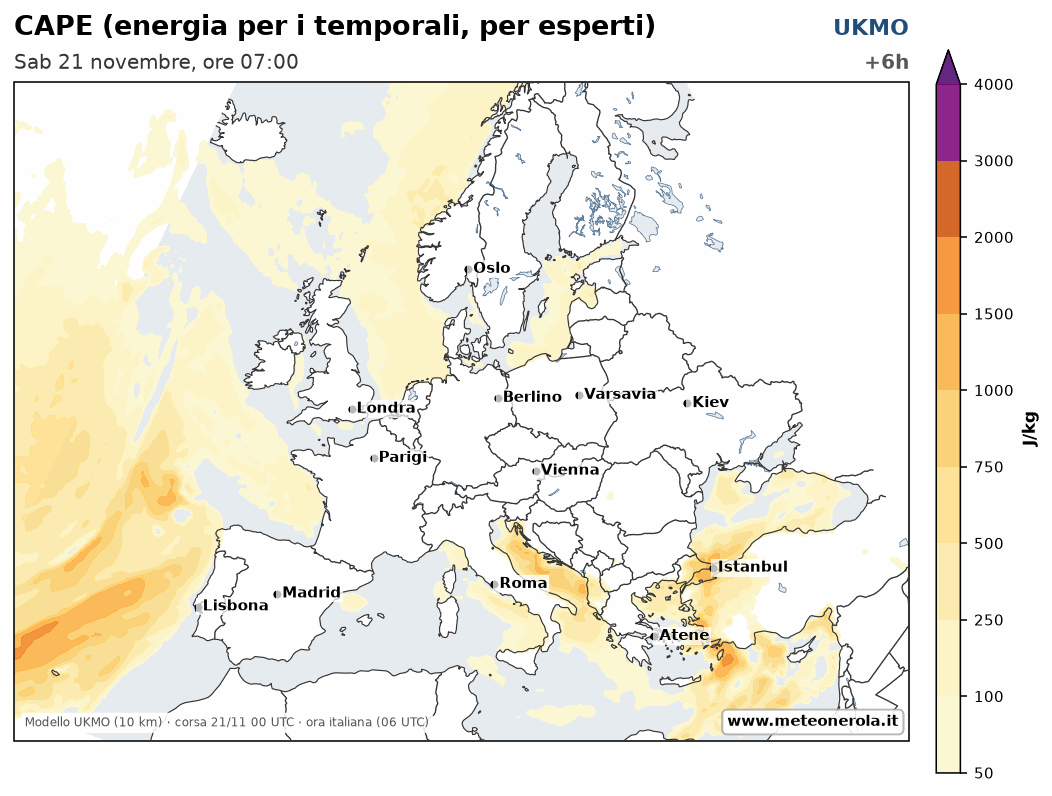 CAPE (energia per i temporali, per esperti)
UKMO
Sab 21 novembre, ore 07:00
+6h
4000
3000
2000
1500
1000
750
500
250
100
50
J/kg
Oslo
Londra
Berlino
Varsavia
Kiev
Parigi
Vienna
Istanbul
Roma
Madrid
Lisbona
Atene
Modello UKMO (10 km) · corsa 21/11 00 UTC · ora italiana (06 UTC)
www.meteonerola.it